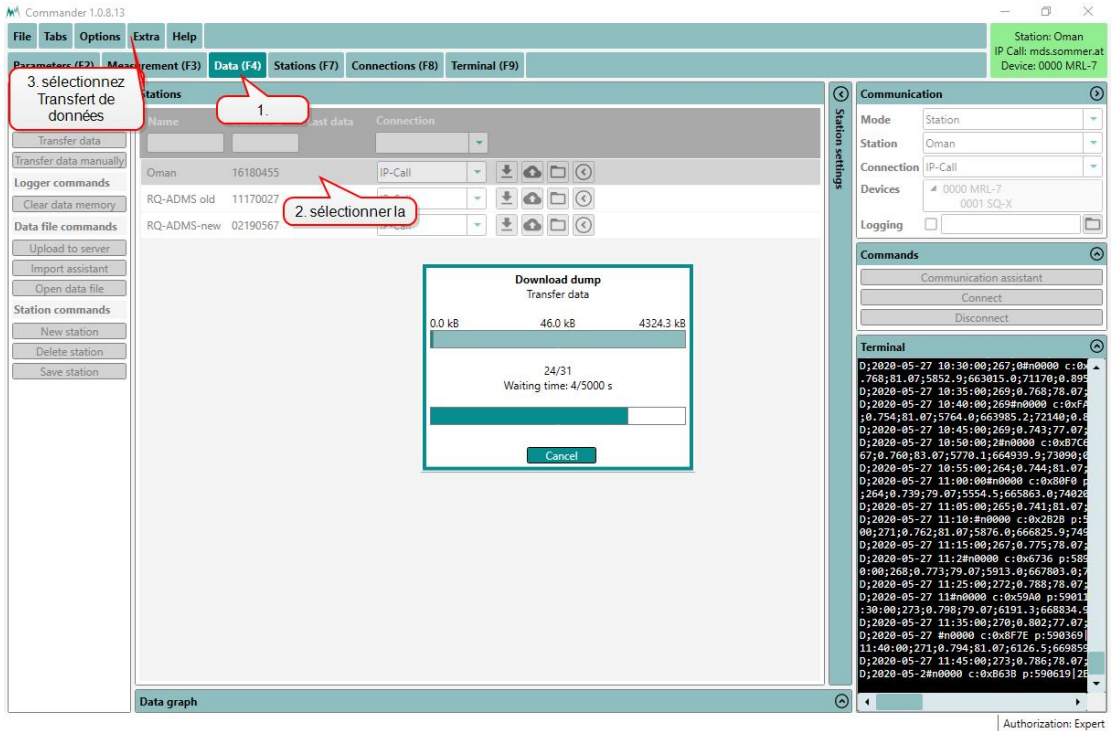 Commander 1.0.8.13
File Tabs Options Extra Help
Station: Oman
IP Call: mds.sommer.at
Device: 0000 MRL-7
Parameters (F2) Measurement (F3) Data (F4) Stations (F7) Connections (F8) Terminal (F9)
3. sélectionnez
Transfert de
données
1.
2. sélectionner la
Transfer data
Transfer data manually
Logger commands
Clear data memory
Data file commands
Upload to server
Import assistant
Open data file
Station commands
New station
Delete station
Save station
Stations
Name Last data Connection
Oman 16180455 IP-Call
RQ-ADMS old 11170027 IP-Call
RQ-ADMS-new 02190567 IP-Call
Download dump
Transfer data
0.0 kB 46.0 kB 4324.3 kB
24/31
Waiting time: 4/5000 s
Cancel
Data graph
Station settings
Communication
Mode Station
Station Oman
Connection IP-Call
Devices 0000 MRL-7
0001 SQ-X
Logging
Commands
Communication assistant
Connect
Disconnect
Terminal
D;2020-05-27 10:30:00;267;0#n0000 c:0x
.768;81.07;5852.9;663015.0;71170;0.895
D;2020-05-27 10:35:00;269;0.768;78.07;
D;2020-05-27 10:40:00;269#n0000 c:0xFA
;0.754;81.07;5764.0;663985.2;72140;0.8
D;2020-05-27 10:45:00;269;0.743;77.07;
D;2020-05-27 10:50:00;2#n0000 c:0xB7C6
67;0.760;83.07;5770.1;664939.9;73090;0
D;2020-05-27 10:55:00;264;0.744;81.07;
D;2020-05-27 11:00:00#n0000 c:0x80F0 p
;264;0.739;79.07;5554.5;665863.0;74020
D;2020-05-27 11:05:00;265;0.741;81.07;
D;2020-05-27 11:10:#n0000 c:0x2B2B p:5
00;271;0.762;81.07;5876.0;666825.9;749
D;2020-05-27 11:15:00;267;0.775;78.07;
D;2020-05-27 11:2#n0000 c:0x6736 p:589
0:00;268;0.773;79.07;5913.0;667803.0;7
D;2020-05-27 11:25:00;272;0.788;78.07;
D;2020-05-27 11#n0000 c:0x59A0 p:59011
:30:00;273;0.798;79.07;6191.3;668834.9
D;2020-05-27 11:35:00;270;0.802;77.07;
D;2020-05-27 #n0000 c:0x8F7E p:590369|
11:40:00;271;0.794;81.07;6126.5;669859
D;2020-05-27 11:45:00;273;0.786;78.07;
D;2020-05-2#n0000 c:0xB63B p:590619|2E
Authorization: Expert